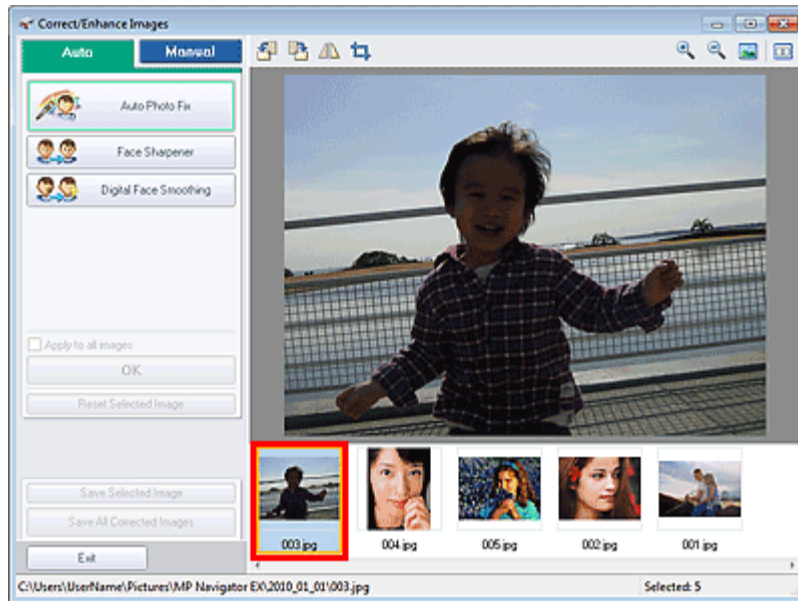 Correct/Enhance Images
Auto
Manual
Auto Photo Fix
Face Sharpener
Digital Face Smoothing
Apply to all images
OK
Reset Selected Image
Save Selected Image
Save All Corrected Images
Exit
003.jpg
004.jpg
005.jpg
002.jpg
001.jpg
C:\Users\UserName\Pictures\MP Navigator EX\2010_01_01\003.jpg
Selected: 5